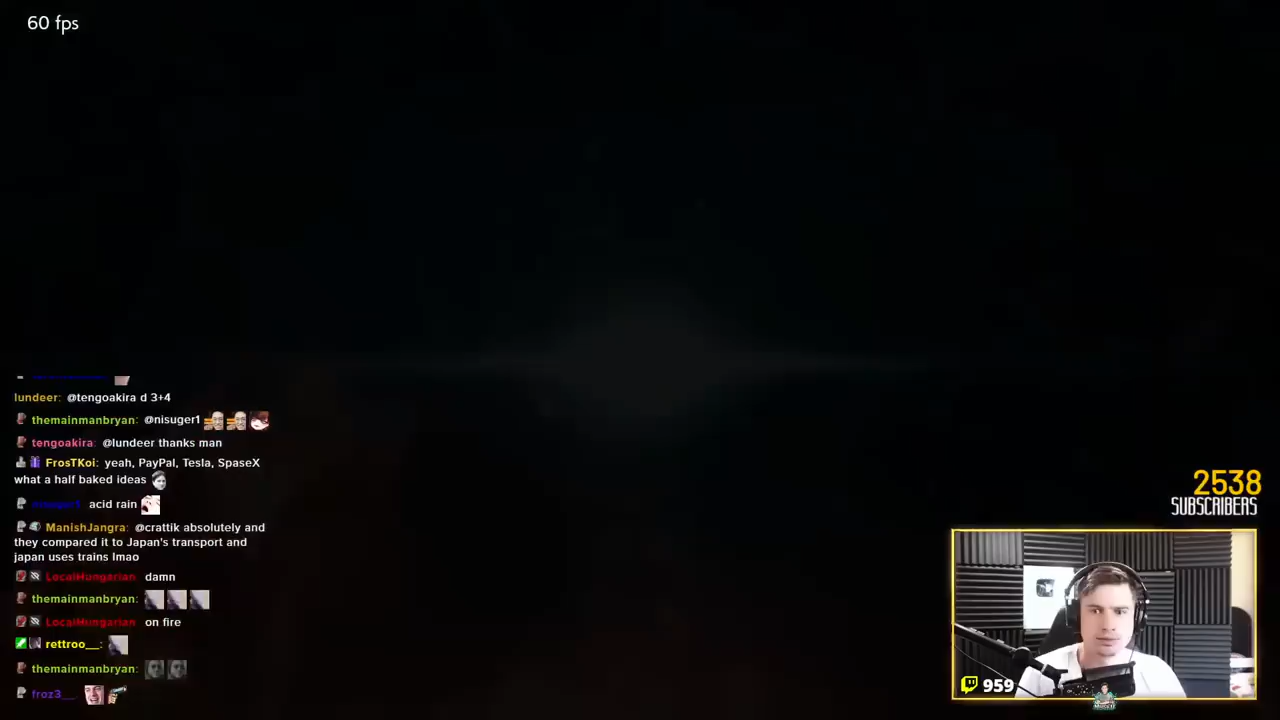 60 fps
lundeer: @tengoakira d 3+4
themainmanbryan: @nisuger1
tengoakira: @lundeer thanks man
FrosTKoi: yeah, PayPal, Tesla, SpaseX
what a half baked ideas
nisuger1: acid rain
ManishJangra: @crattik absolutely and
they compared it to Japan's transport and
japan uses trains lmao
LocalHungarian: damn
themainmanbryan:
LocalHungarian: on fire
rettroo__:
themainmanbryan:
froz3__:
2538
SUBSCRIBERS
959